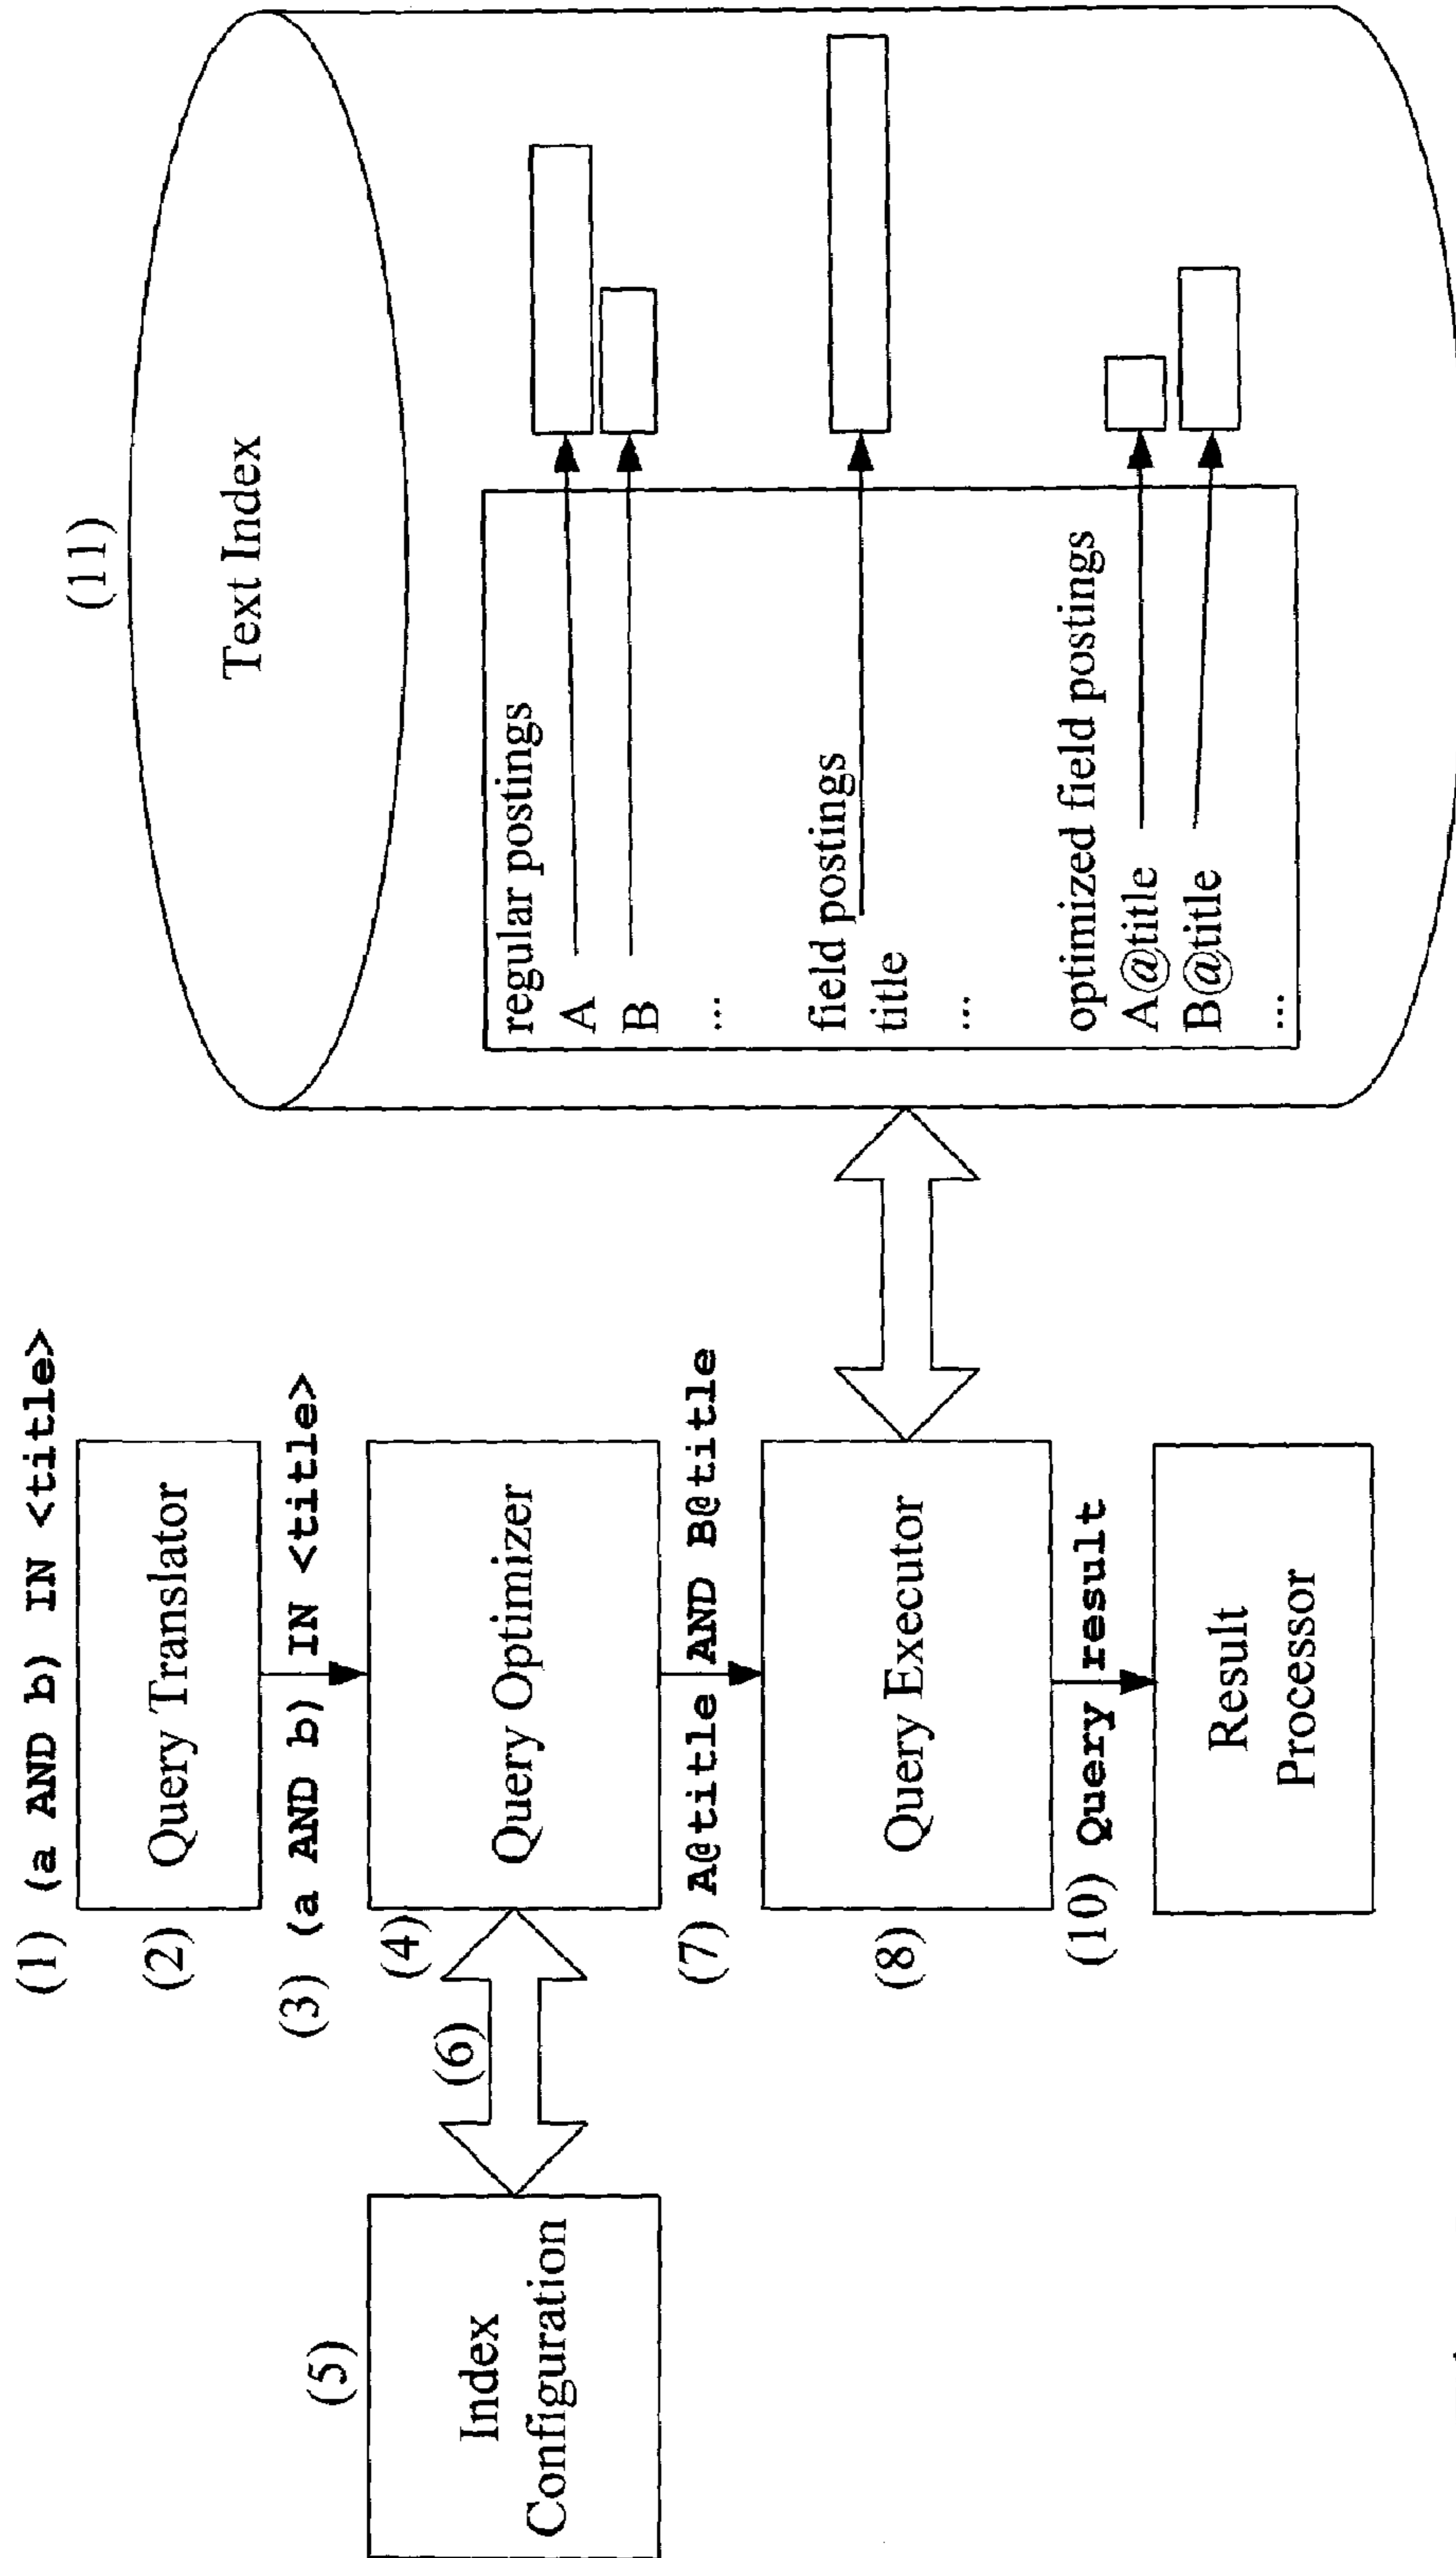 (1) (a AND b) IN <title>
(2)
Query Translator
(3) (a AND b) IN <title>
(4)
Query Optimizer
(5)
Index
Configuration
(6)
(7) A@title AND B@title
(8)
Query Executor
(10) Query result
Result
Processor
(11)
Text Index
regular postings
A
B
...
field postings
title
...
optimized field postings
A@title
B@title
...